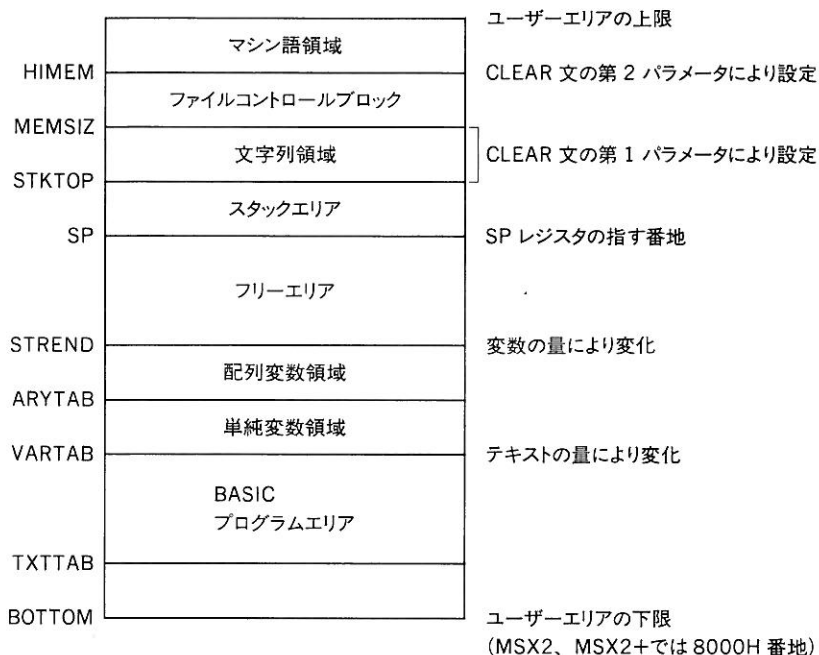 ユーザーエリアの上限
マシン語領域
HIMEM
CLEAR 文の第 2 パラメータにより設定
ファイルコントロールブロック
MEMSIZ
文字列領域
CLEAR 文の第 1 パラメータにより設定
STKTOP
スタックエリア
SP
SP レジスタの指す番地
フリーエリア
STREND
変数の量により変化
配列変数領域
ARYTAB
単純変数領域
VARTAB
テキストの量により変化
BASIC
プログラムエリア
TXTTAB
BOTTOM
ユーザーエリアの下限
(MSX2、MSX2+では 8000H 番地)